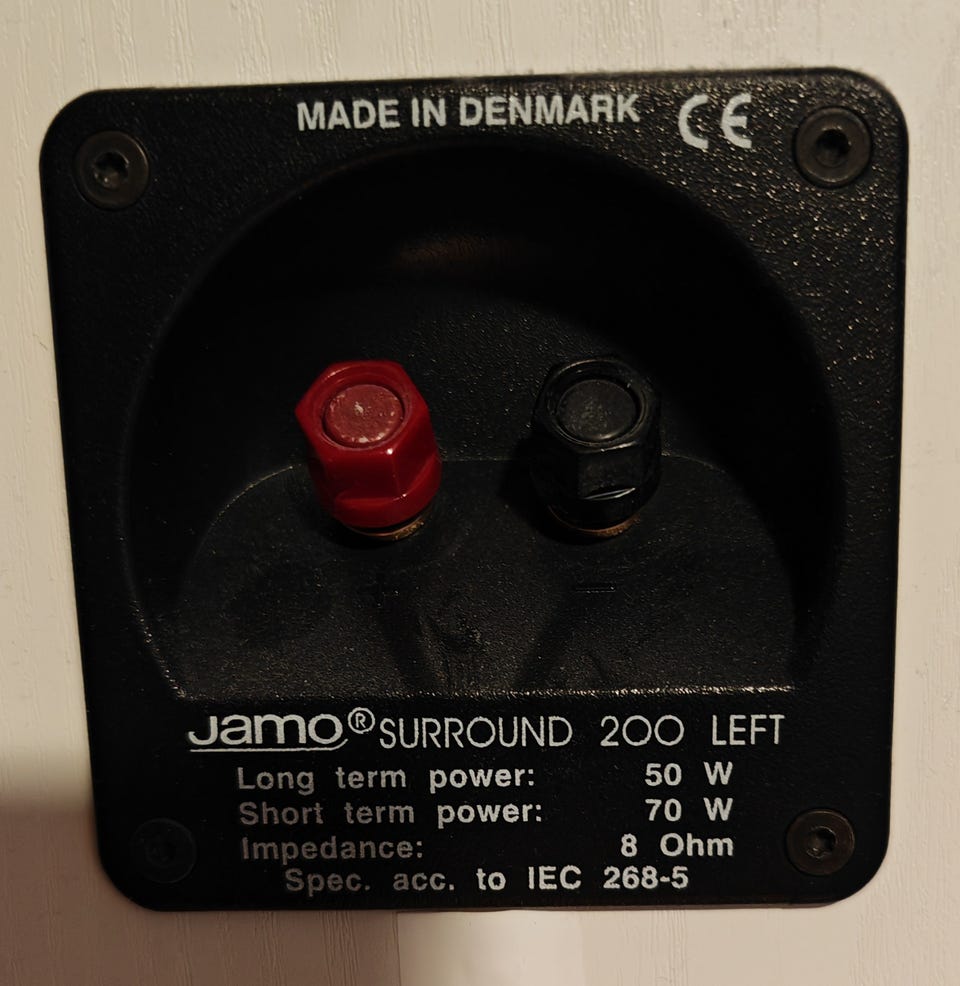 MADE IN DENMARK CE
+ −
Jamo® SURROUND 200 LEFT
Long term power: 50 W
Short term power: 70 W
Impedance: 8 Ohm
Spec. acc. to IEC 268-5